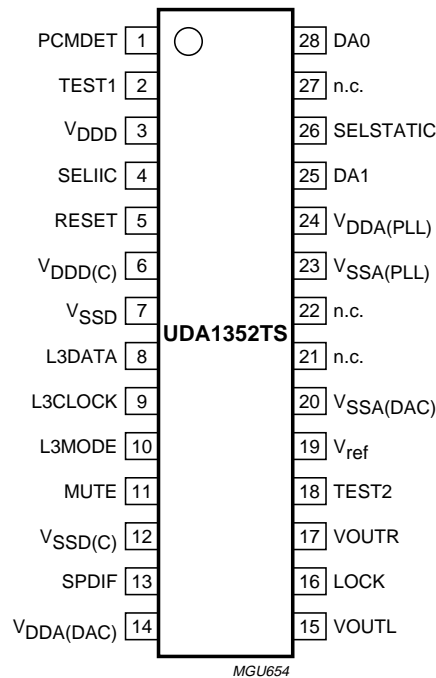 PCMDET 1 28 DA0
TEST1 2 27 n.c.
VDDD 3 26 SELSTATIC
SELIIC 4 25 DA1
RESET 5 24 VDDA(PLL)
VDDD(C) 6 23 VSSA(PLL)
VSSD 7 22 n.c.
UDA1352TS
L3DATA 8 21 n.c.
L3CLOCK 9 20 VSSA(DAC)
L3MODE 10 19 Vref
MUTE 11 18 TEST2
VSSD(C) 12 17 VOUTR
SPDIF 13 16 LOCK
VDDA(DAC) 14 15 VOUTL
MGU654